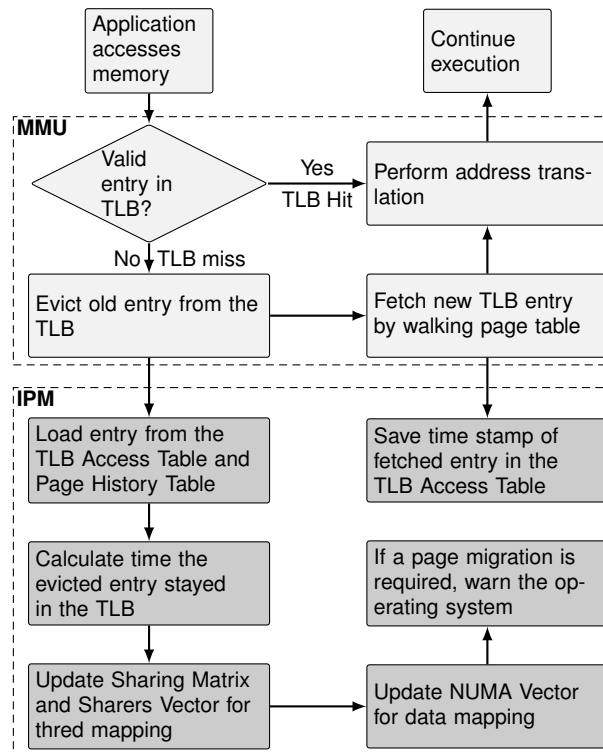 Application
accesses
memory
Continue
execution
MMU
Valid
entry in
TLB?
Yes
TLB Hit
Perform address trans-
lation
No TLB miss
Evict old entry from the
TLB
Fetch new TLB entry
by walking page table
IPM
Load entry from the
TLB Access Table and
Page History Table
Save time stamp of
fetched entry in the
TLB Access Table
Calculate time the
evicted entry stayed
in the TLB
If a page migration is
required, warn the op-
erating system
Update Sharing Matrix
and Sharers Vector for
thred mapping
Update NUMA Vector
for data mapping